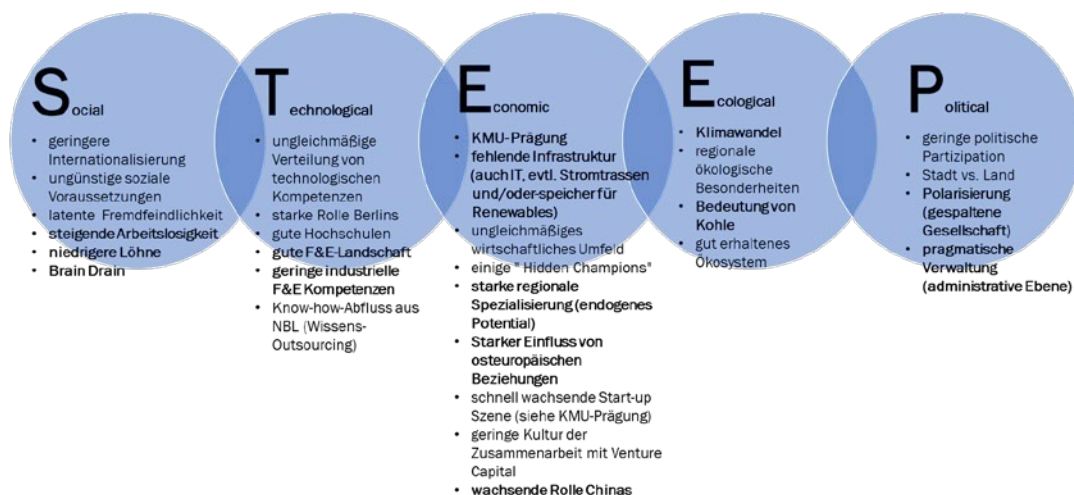 Social
• geringere
Internationalisierung
• ungünstige soziale
Voraussetzungen
• latente Fremdfeindlichkeit
• steigende Arbeitslosigkeit
• niedrigere Löhne
• Brain Drain
Technological
• ungleichmäßige
Verteilung von
technologischen
Kompetenzen
• starke Rolle Berlins
• gute Hochschulen
• gute F&E-Landschaft
• geringe industrielle
F&E Kompetenzen
• Know-how-Abfluss aus
NBL (Wissens-
Outsourcing)
Economic
• KMU-Prägung
• fehlende Infrastruktur
(auch IT, evtl. Stromtrassen
und/oder-speicher für
Renewables)
• ungleichmäßiges
wirtschaftliches Umfeld
• einige " Hidden Champions"
• starke regionale
Spezialisierung (endogenes
Potential)
• Starker Einfluss von
osteuropäischen
Beziehungen
• schnell wachsende Start-up
Szene (siehe KMU-Prägung)
• geringe Kultur der
Zusammenarbeit mit Venture
Capital
• wachsende Rolle Chinas
Ecological
• Klimawandel
• regionale
ökologische
Besonderheiten
• Bedeutung von
Kohle
• gut erhaltenes
Ökosystem
Political
• geringe politische
Partizipation
• Stadt vs. Land
• Polarisierung
(gespaltene
Gesellschaft)
• pragmatische
Verwaltung
(administrative Ebene)